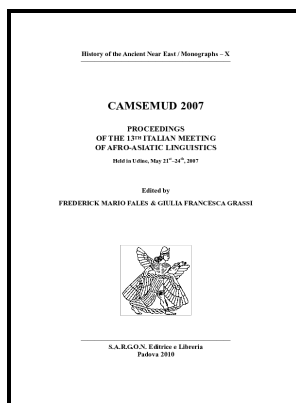 History of the Ancient Near East / Monographs – X
CAMSEMUD 2007
PROCEEDINGS
OF THE 13TH ITALIAN MEETING
OF AFRO-ASIATIC LINGUISTICS
Held in Udine, May 21st–24th, 2007
Edited by
FREDERICK MARIO FALES & GIULIA FRANCESCA GRASSI
S.A.R.G.O.N. Editrice e Libreria
Padova 2010